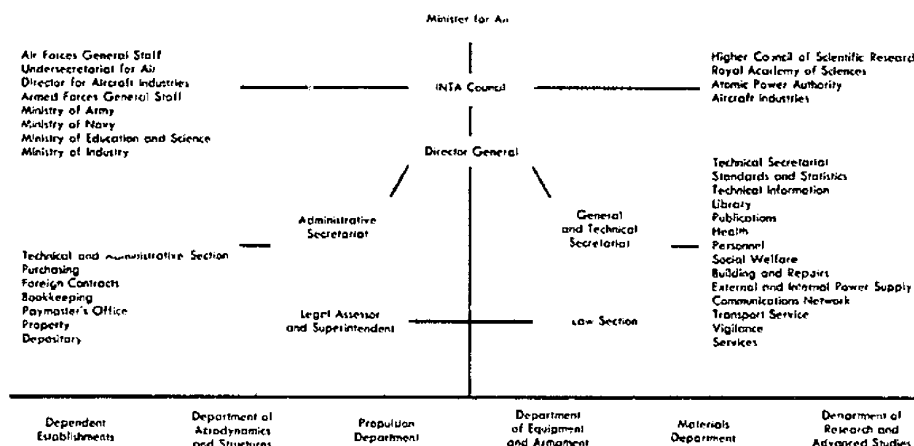 Minister for Air
Air Forces General Staff
Undersecretariat for Air
Director for Aircraft Industries
Armed Forces General Staff
Ministry of Army
Ministry of Navy
Ministry of Education and Science
Ministry of Industry
INTA Council
Higher Council of Scientific Research
Royal Academy of Sciences
Atomic Power Authority
Aircraft Industries
Director General
Administrative
Secretariat
General
and Technical
Secretariat
Technical Secretariat
Standards and Statistics
Technical Information
Library
Publications
Health
Personnel
Social Welfare
Building and Repairs
External and Internal Power Supply
Communications Network
Transport Service
Vigilance
Services
Technical and Administrative Section
Purchasing
Foreign Contracts
Bookkeeping
Paymaster's Office
Property
Depositary
Legal Assessor
and Superintendent
Law Section
Dependent
Establishments
Department of
Aerodynamics
and Structures
Propulsion
Department
Department
of Equipment
and Armament
Materials
Department
Department of
Research and
Advanced Studies